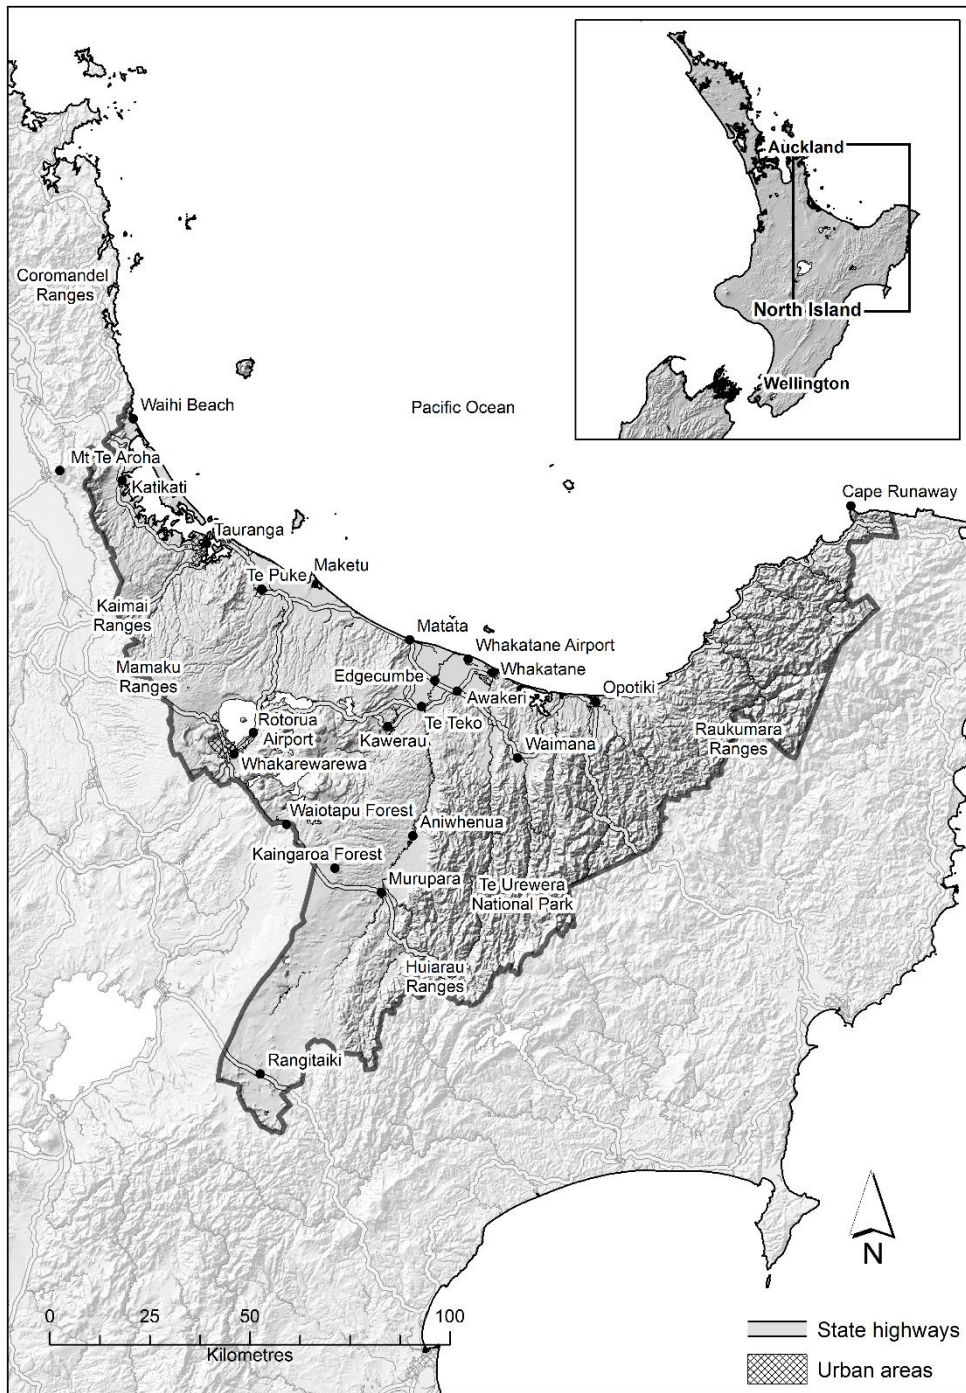 Auckland
North Island
Wellington
Coromandel
Ranges
Pacific Ocean
Waihi Beach
Mt Te Aroha
Katikati
Cape Runaway
Tauranga
Te Puke
Maketu
Kaimai
Ranges
Matata
Whakatane Airport
Mamaku
Ranges
Edgecumbe
Whakatane
Awakeri
Opotiki
Rotorua
Airport
Te Teko
Kawerau
Waimana
Raukumara
Ranges
Whakarewarewa
Waiotapu Forest
Aniwhenua
Kaingaroa Forest
Murupara
Te Urewera
National Park
Huiarau
Ranges
Rangitaiki
N
0 25 50 100
Kilometres
State highways
Urban areas